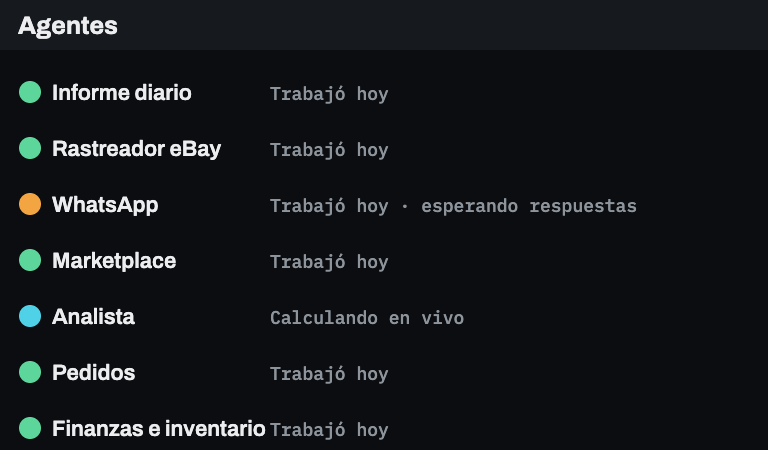 Agentes
Informe diario Trabajó hoy
Rastreador eBay Trabajó hoy
WhatsApp Trabajó hoy · esperando respuestas
Marketplace Trabajó hoy
Analista Calculando en vivo
Pedidos Trabajó hoy
Finanzas e inventario Trabajó hoy